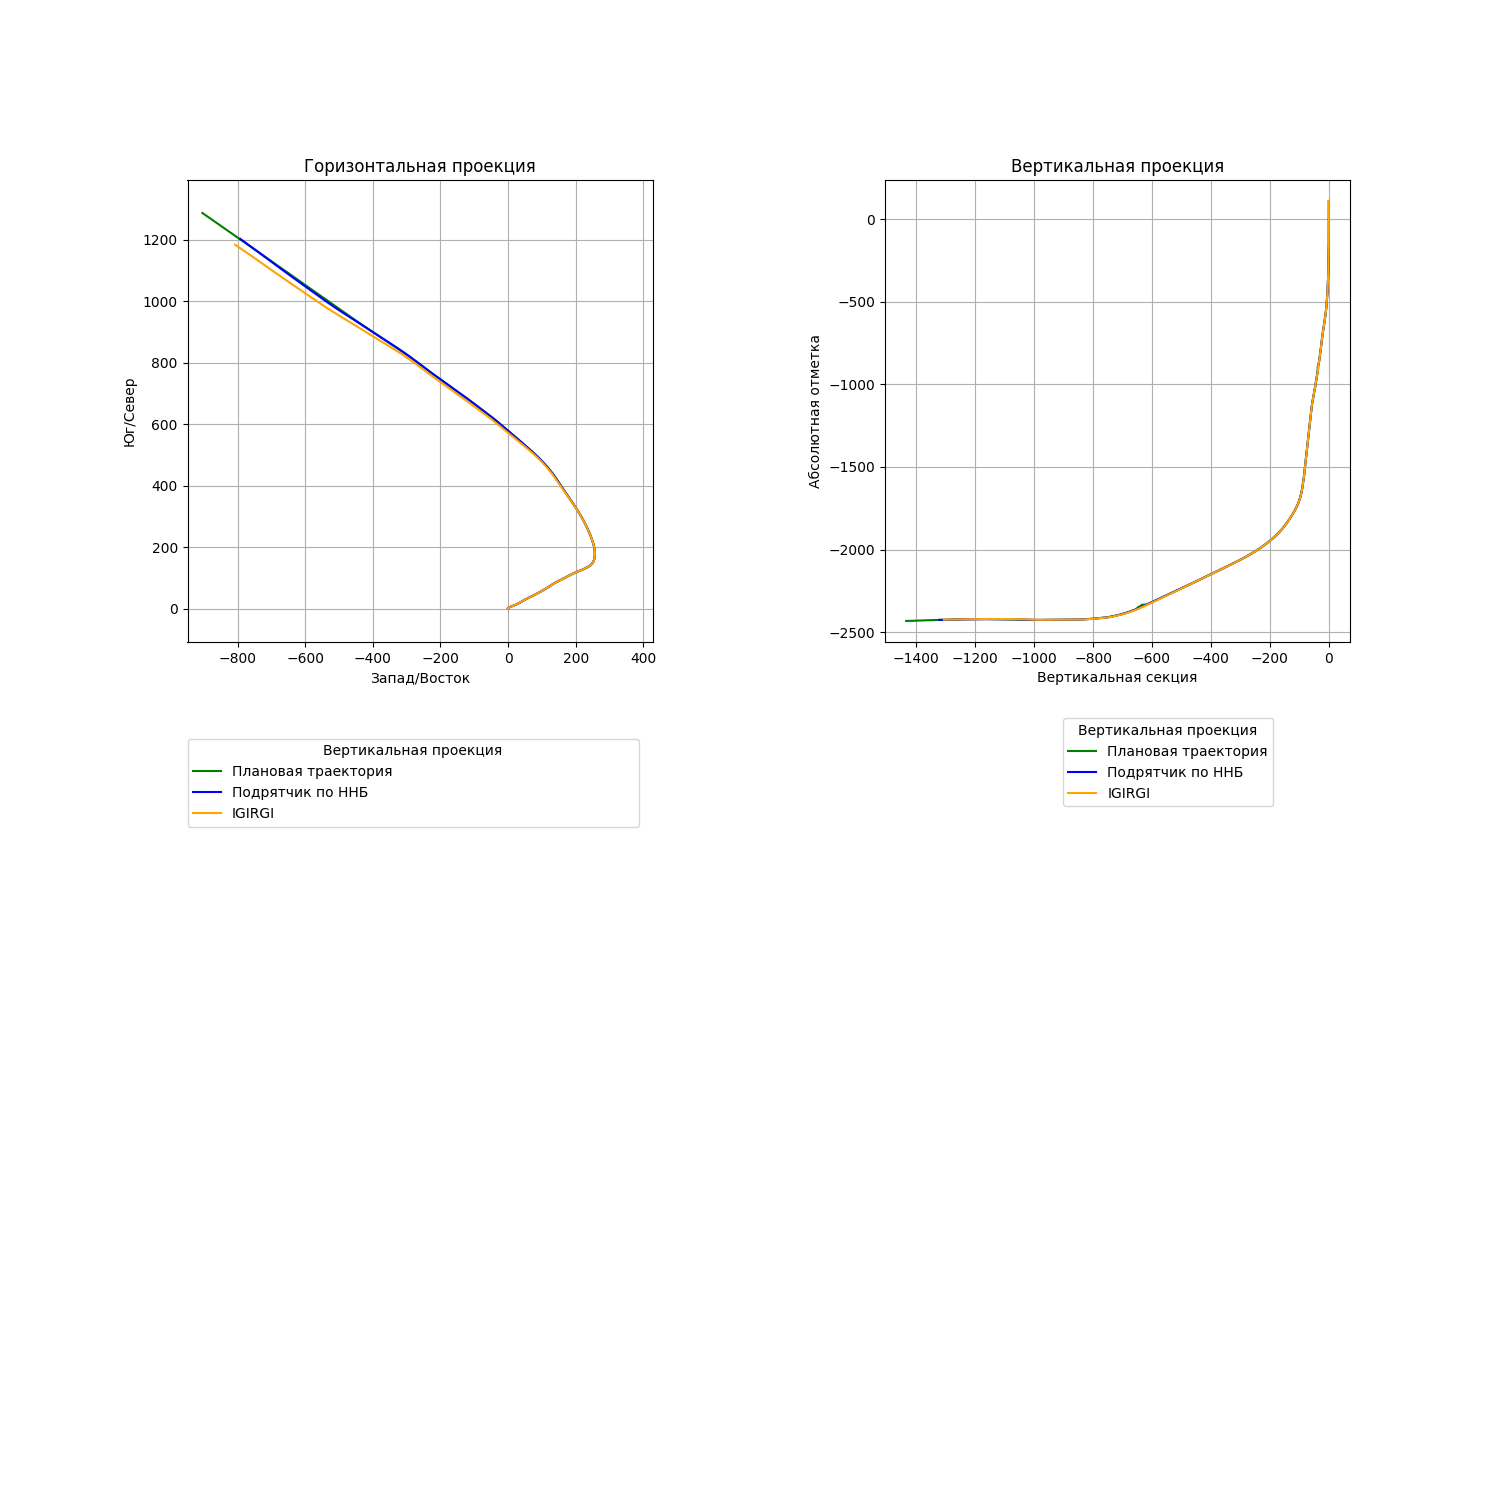 Горизонтальная проекция
1200
1000
800
600
400
200
0
Юг/Север
−800
−600
−400
−200
0
200
400
Запад/Восток
Вертикальная проекция
Плановая траектория
Подрятчик по ННБ
IGIRGI
Вертикальная проекция
0
−500
−1000
−1500
−2000
−2500
Абсолютная отметка
−1400
−1200
−1000
−800
−600
−400
−200
0
Вертикальная секция
Вертикальная проекция
Плановая траектория
Подрятчик по ННБ
IGIRGI